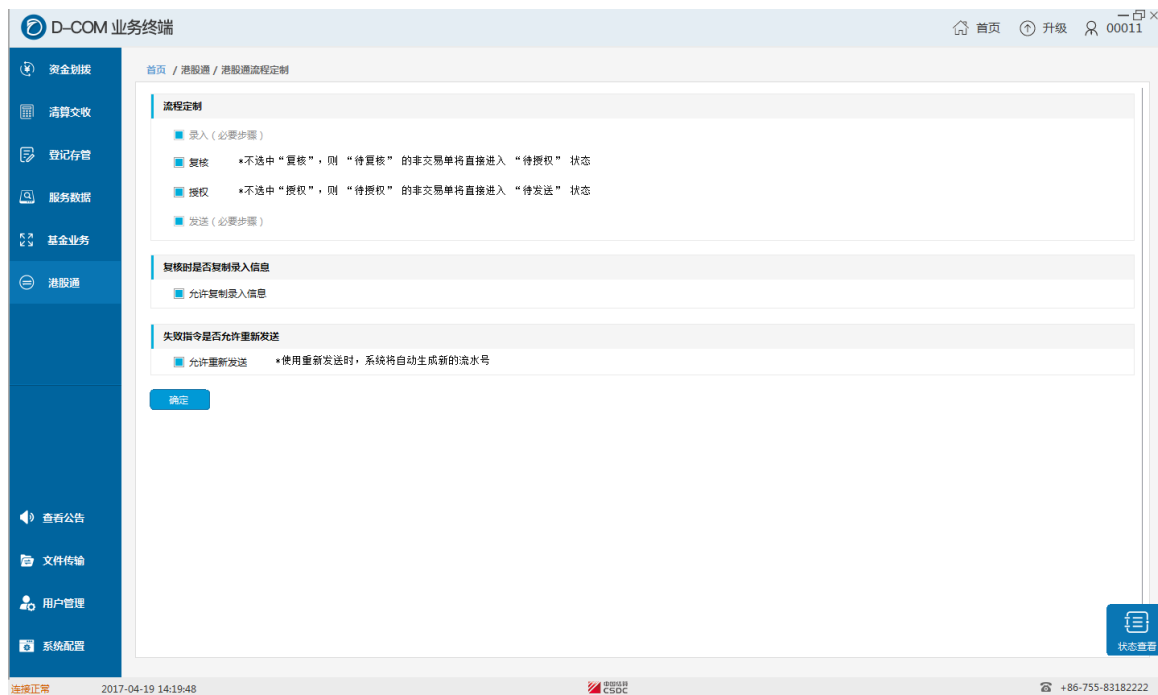 D-COM 业务终端
首页 升级 00011
资金划拨
清算交收
登记存管
服务数据
基金业务
港股通
查看公告
文件传输
用户管理
系统配置
首页 / 港股通 / 港股通流程定制
流程定制
录入(必要步骤)
复核 *不选中“复核”,则 “待复核” 的非交易单将直接进入 “待授权” 状态
授权 *不选中“授权”,则 “待授权” 的非交易单将直接进入 “待发送” 状态
发送(必要步骤)
复核时是否复制录入信息
允许复制录入信息
失败指令是否允许重新发送
允许重新发送 *使用重新发送时,系统将自动生成新的流水号
确定
状态查看
连接正常 2017-04-19 14:19:48 中国结算 CSDC +86-755-83182222